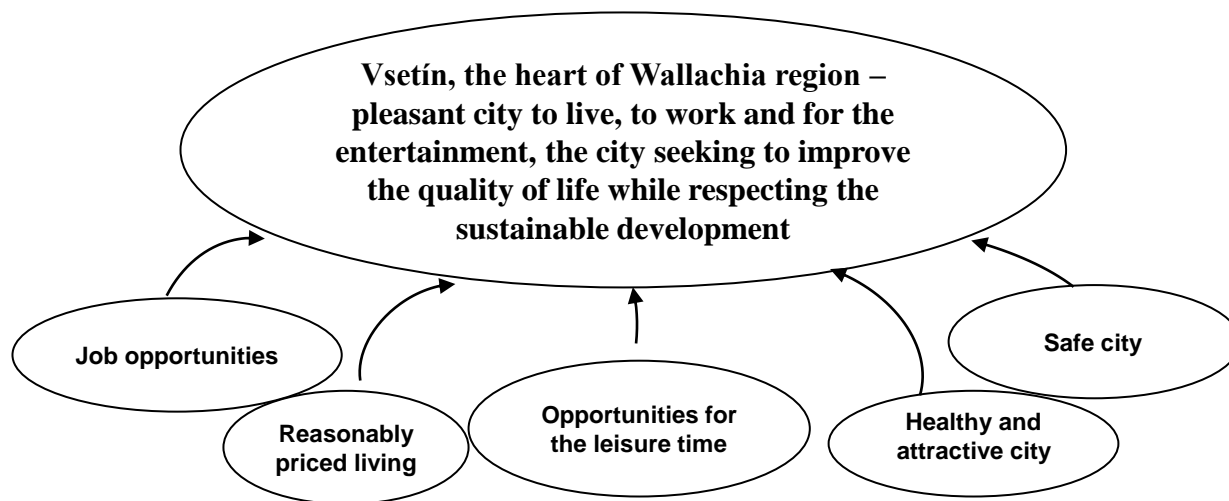 Vsetín, the heart of Wallachia region –
pleasant city to live, to work and for the
entertainment, the city seeking to improve
the quality of life while respecting the
sustainable development
Job opportunities
Reasonably
priced living
Opportunities for
the leisure time
Healthy and
attractive city
Safe city